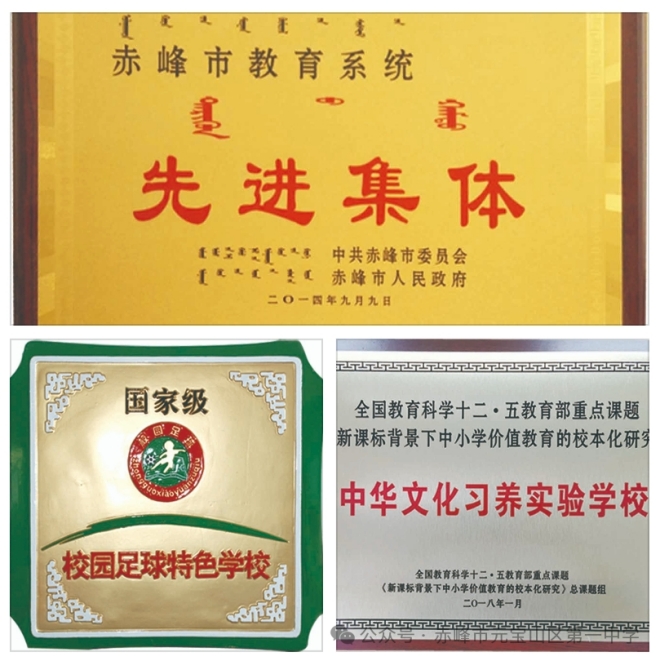 赤峰市教育系统
先进集体
中共赤峰市委员会
赤峰市人民政府
二〇一四年九月九日
国家级
校园足球
Zhongguoxiaoyuanzuqiu
校园足球特色学校
全国教育科学十二·五教育部重点课题
新课标背景下中小学价值教育的校本化研究
中华文化习养实验学校
全国教育科学十二·五教育部重点课题
《新课标背景下中小学价值教育的校本化研究》总课题组
二〇一八年一月
公众号·赤峰市元宝山区第一中学